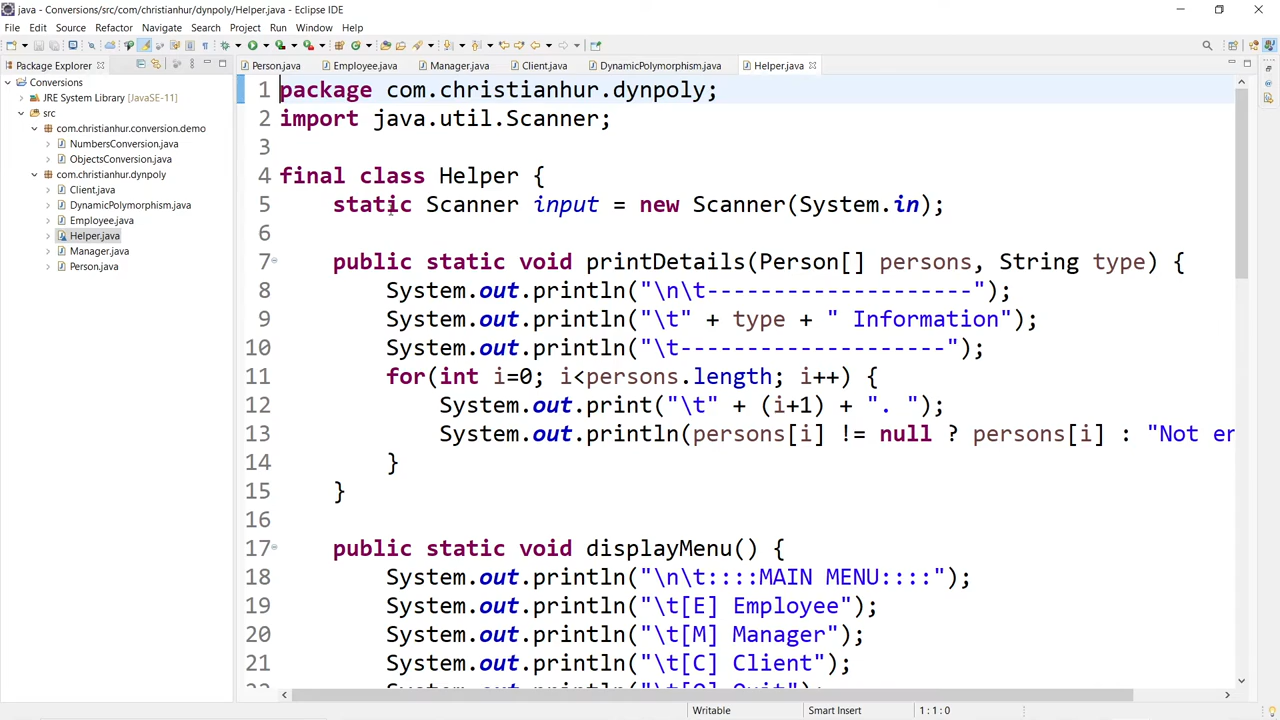 java - Conversions/src/com/christianhur/dynpoly/Helper.java - Eclipse IDE
File Edit Source Refactor Navigate Search Project Run Window Help
Package Explorer
Person.java Employee.java Manager.java Client.java DynamicPolymorphism.java Helper.java
Conversions
JRE System Library [JavaSE-11]
src
com.christianhur.conversion.demo
NumbersConversion.java
ObjectsConversion.java
com.christianhur.dynpoly
Client.java
DynamicPolymorphism.java
Employee.java
Helper.java
Manager.java
Person.java
1 package com.christianhur.dynpoly;
2 import java.util.Scanner;
3
4 final class Helper {
5 static Scanner input = new Scanner(System.in);
6
7 public static void printDetails(Person[] persons, String type) {
8 System.out.println("\n\t--------------------");
9 System.out.println("\t" + type + " Information");
10 System.out.println("\t--------------------");
11 for(int i=0; i<persons.length; i++) {
12 System.out.print("\t" + (i+1) + ". ");
13 System.out.println(persons[i] != null ? persons[i] : "Not er
14 }
15 }
16
17 public static void displayMenu() {
18 System.out.println("\n\t::::MAIN MENU::::");
19 System.out.println("\t[E] Employee");
20 System.out.println("\t[M] Manager");
21 System.out.println("\t[C] Client");
Writable Smart Insert 1 : 1 : 0